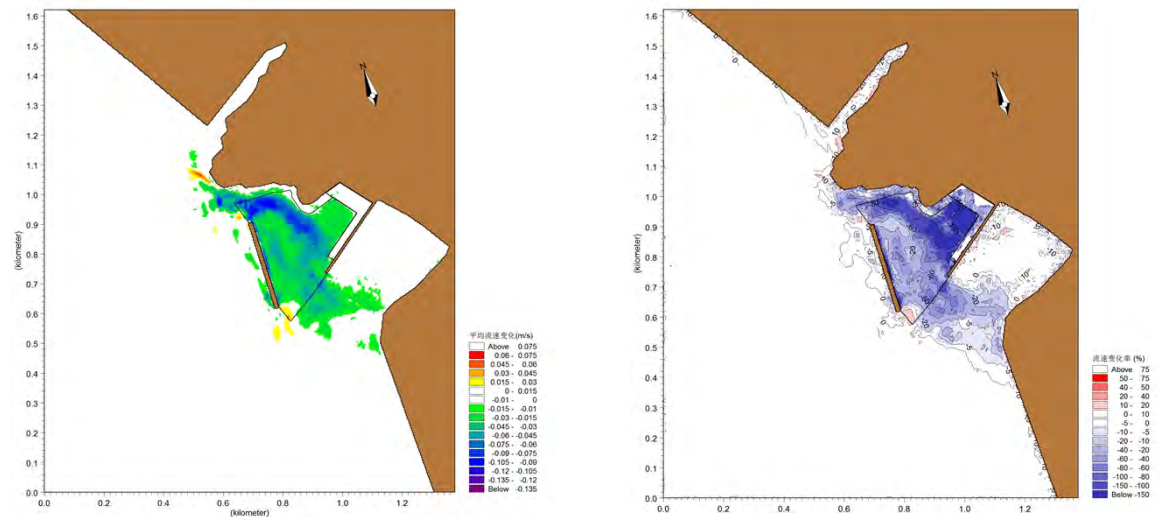 1.6
1.5
1.4
1.3
1.2
1.1
1.0
0.9
0.8
0.7
0.6
0.5
0.4
0.3
0.2
0.1
0.0
(kilometer)
N
0.0 0.2 0.4 0.6 0.8 1.0 1.2
(kilometer)
平均流速变化(m/s)
Above 0.075
0.06 - 0.075
0.045 - 0.06
0.03 - 0.045
0.015 - 0.03
0 - 0.015
-0.01 - 0
-0.015 - -0.01
-0.03 - -0.015
-0.045 - -0.03
-0.06 - -0.045
-0.075 - -0.06
-0.09 - -0.075
-0.105 - -0.09
-0.12 - -0.105
-0.135 - -0.12
Below -0.135
1.6
1.5
1.4
1.3
1.2
1.1
1.0
0.9
0.8
0.7
0.6
0.5
0.4
0.3
0.2
0.1
0.0
(kilometer)
N
0.0 0.2 0.4 0.6 0.8 1.0 1.2
(kilometer)
流速变化率 (%)
Above 75
50 - 75
40 - 50
20 - 40
10 - 20
0 - 10
-5 - 0
-10 - -5
-20 - -10
-40 - -20
-60 - -40
-80 - -60
-100 - -80
-150 - -100
Below -150